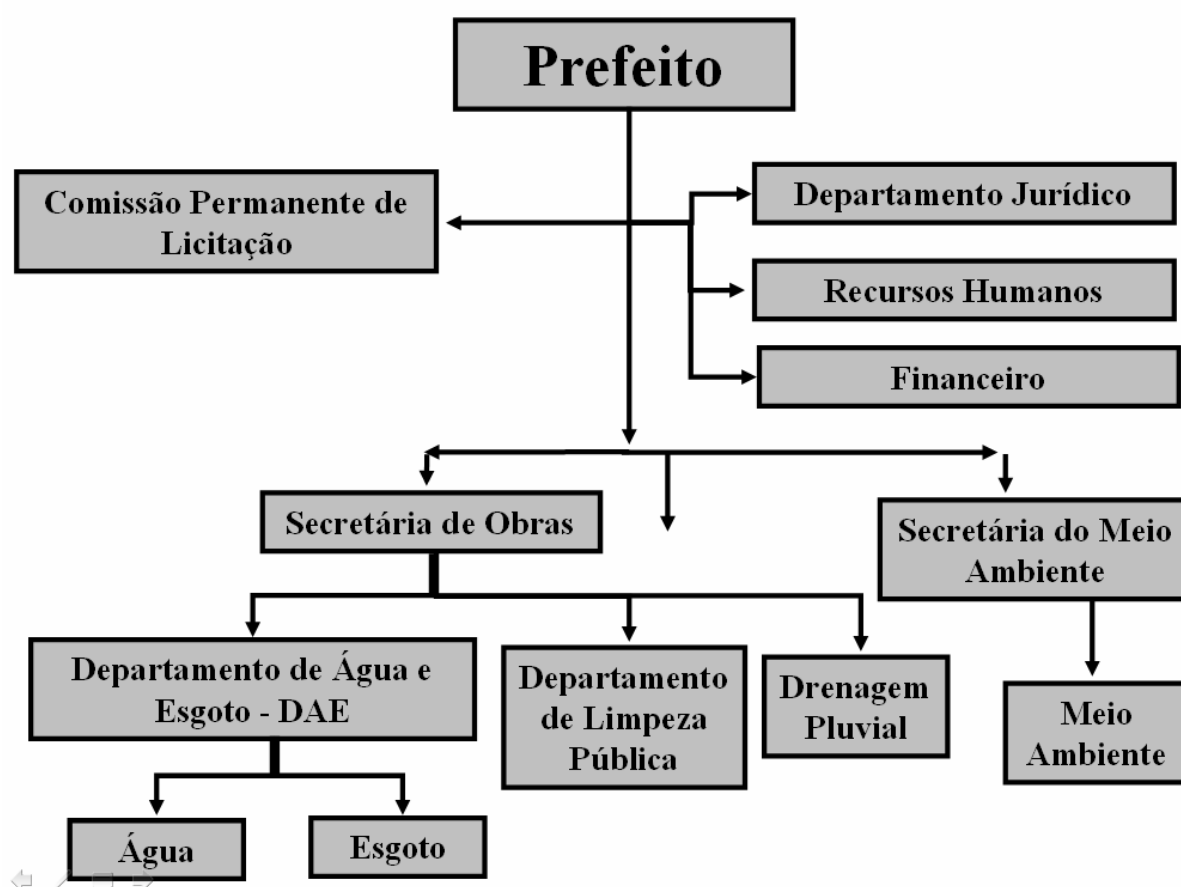 Prefeito
Comissão Permanente de
Licitação
Departamento Jurídico
Recursos Humanos
Financeiro
Secretária de Obras
Secretária do Meio
Ambiente
Departamento de Água e
Esgoto - DAE
Departamento
de Limpeza
Pública
Drenagem
Pluvial
Meio
Ambiente
Água
Esgoto